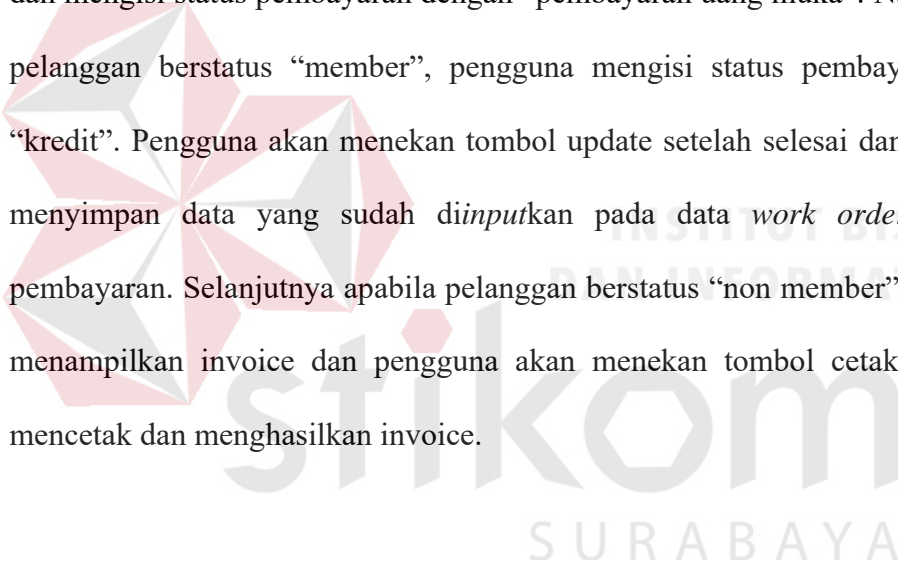 dan mengisi status pembayaran dengan “pembayaran uang muka”.
pelanggan berstatus “member”, pengguna mengisi status
“kredit”. Pengguna akan menekan tombol update setelah selesai
menyimpan data yang sudah diinputkan pada data work
pembayaran. Selanjutnya apabila pelanggan berstatus “non member”
menampilkan invoice dan pengguna akan menekan tombol cetak
mencetak dan menghasilkan invoice.
INSTITUT
DAN
stikom
SURABAYA